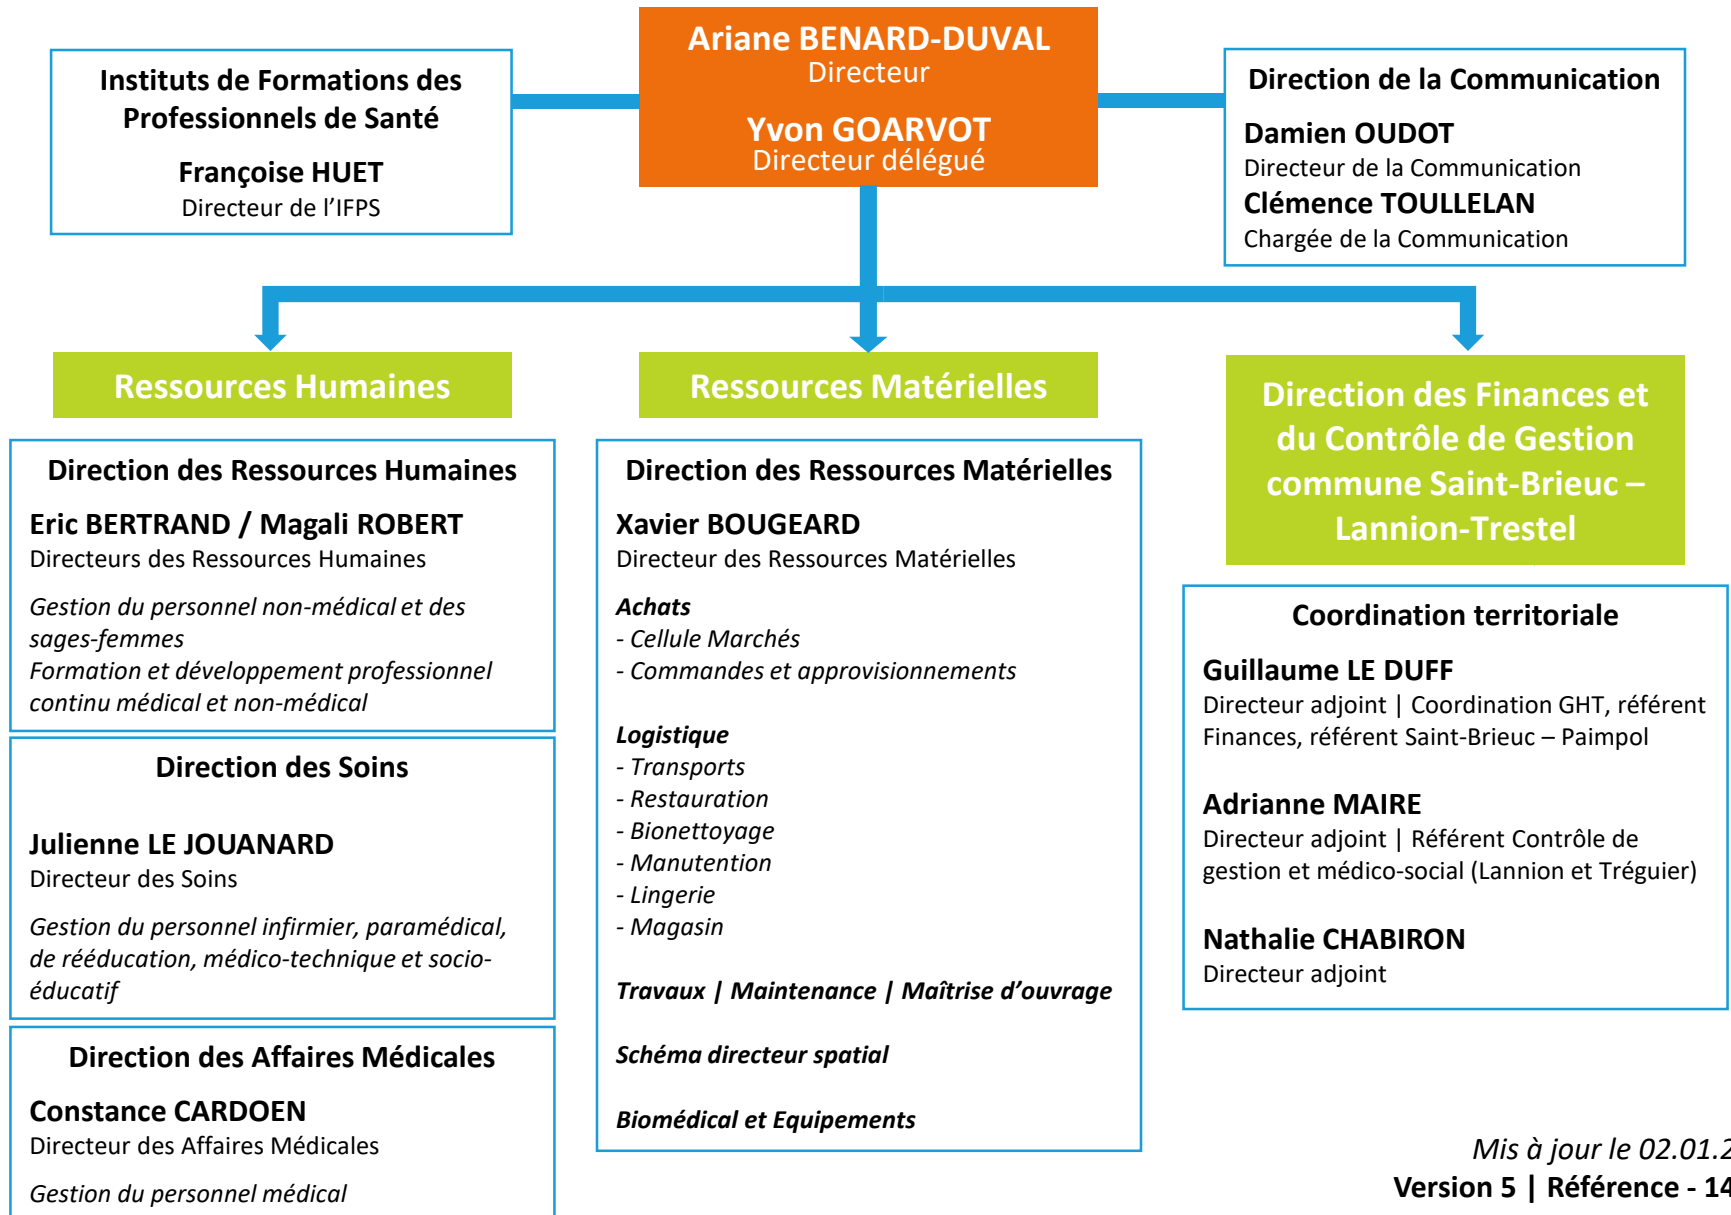 Ariane BENARD-DUVAL
Directeur
Yvon GOARVOT
Directeur délégué
Instituts de Formations des
Professionnels de Santé
Françoise HUET
Directeur de l'IFPS
Direction de la Communication
Damien OUDOT
Directeur de la Communication
Clémence TOULLELAN
Chargée de la Communication
Ressources Humaines
Direction des Ressources Humaines
Eric BERTRAND / Magali ROBERT
Directeurs des Ressources Humaines
Gestion du personnel non-médical et des
sages-femmes
Formation et développement professionnel
continu médical et non-médical
Direction des Soins
Julienne LE JOUANARD
Directeur des Soins
Gestion du personnel infirmier, paramédical,
de rééducation, médico-technique et socio-
éducatif
Direction des Affaires Médicales
Constance CARDOEN
Directeur des Affaires Médicales
Gestion du personnel médical
Ressources Matérielles
Direction des Ressources Matérielles
Xavier BOUGEARD
Directeur des Ressources Matérielles
Achats
- Cellule Marchés
- Commandes et approvisionnements
Logistique
- Transports
- Restauration
- Bionettoyage
- Manutention
- Lingerie
- Magasin
Travaux | Maintenance | Maîtrise d'ouvrage
Schéma directeur spatial
Biomédical et Equipements
Direction des Finances et
du Contrôle de Gestion
commune Saint-Brieuc –
Lannion-Trestel
Coordination territoriale
Guillaume LE DUFF
Directeur adjoint | Coordination GHT, référent
Finances, référent Saint-Brieuc – Paimpol
Adrianne MAIRE
Directeur adjoint | Référent Contrôle de
gestion et médico-social (Lannion et Tréguier)
Nathalie CHABIRON
Directeur adjoint
Mis à jour le 02.01.2
Version 5 | Référence - 14